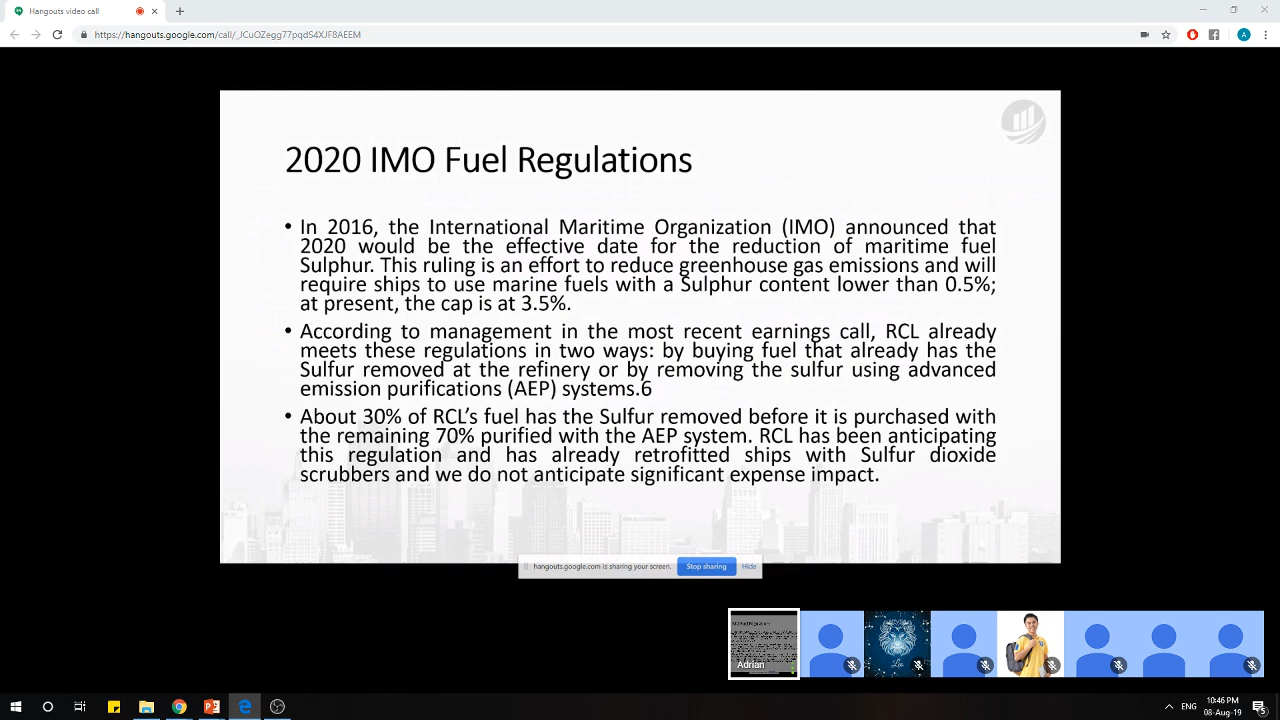 Hangouts video call
https://hangouts.google.com/call/_JCuOZegg77pqdS4XJF8AEEM
A
2020 IMO Fuel Regulations
• In 2016, the International Maritime Organization (IMO) announced that
2020 would be the effective date for the reduction of maritime fuel
Sulphur. This ruling is an effort to reduce greenhouse gas emissions and will
require ships to use marine fuels with a Sulphur content lower than 0.5%;
at present, the cap is at 3.5%.
• According to management in the most recent earnings call, RCL already
meets these regulations in two ways: by buying fuel that already has the
Sulfur removed at the refinery or by removing the sulfur using advanced
emission purifications (AEP) systems.6
• About 30% of RCL's fuel has the Sulfur removed before it is purchased with
the remaining 70% purified with the AEP system. RCL has been anticipating
this regulation and has already retrofitted ships with Sulfur dioxide
scrubbers and we do not anticipate significant expense impact.
hangouts.google.com is sharing your screen. Stop sharing Hide
Adrian
Leo
ENG 10:46 PM
08-Aug-19